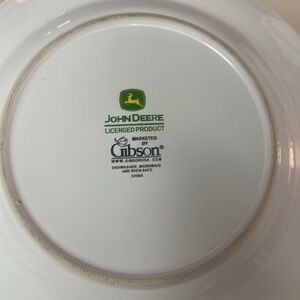 JOHN DEERE
LICENSED PRODUCT
MARKETED
BY
Gibson®
WWW.GIBSONUSA.COM
DISHWASHER, MICROWAVE
AND OVEN SAFE
CHINA